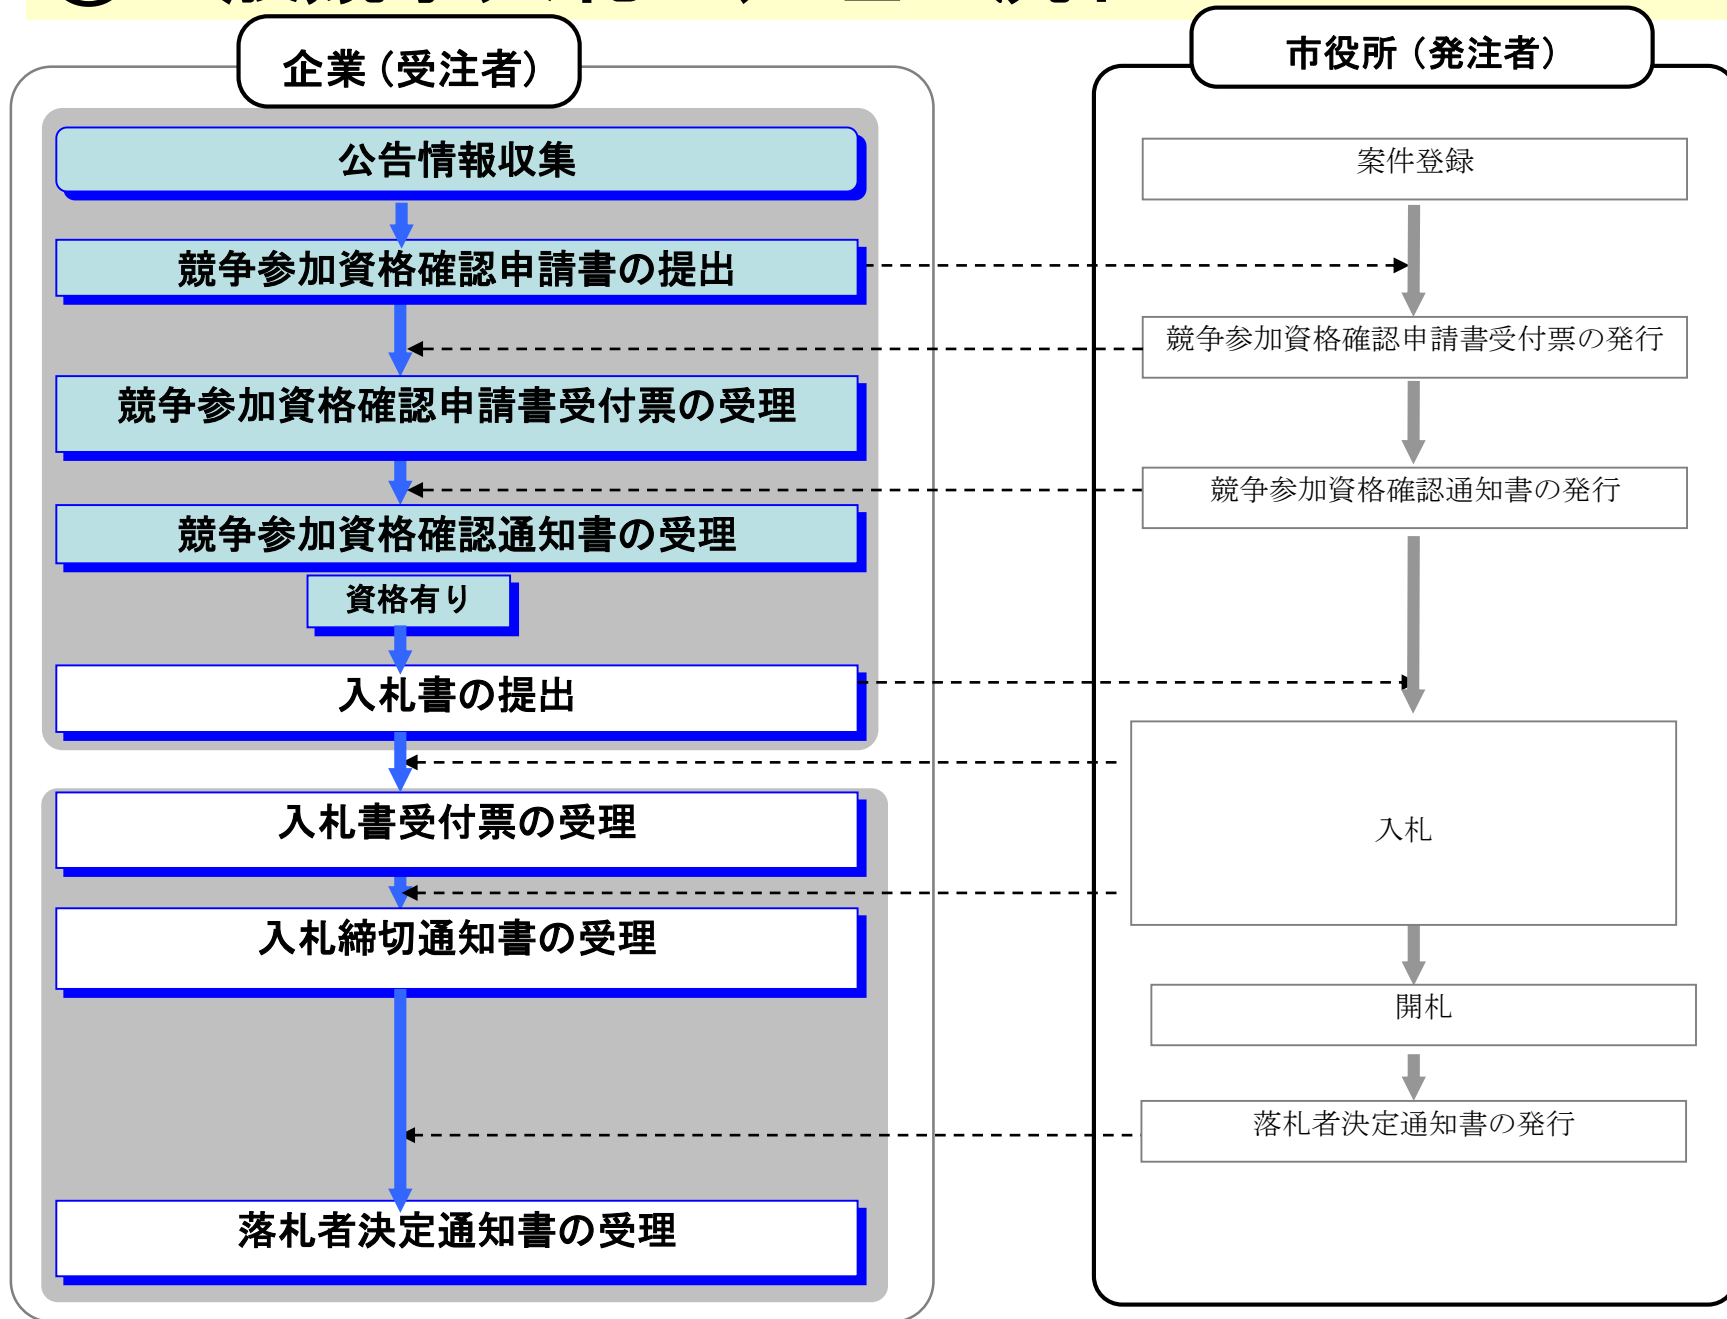 企業（受注者）
公告情報収集
競争参加資格確認申請書の提出
競争参加資格確認申請書受付票の受理
競争参加資格確認通知書の受理
資格有り
入札書の提出
入札書受付票の受理
入札締切通知書の受理
落札者決定通知書の受理
市役所（発注者）
案件登録
競争参加資格確認申請書受付票の発行
競争参加資格確認通知書の発行
入札
開札
落札者決定通知書の発行